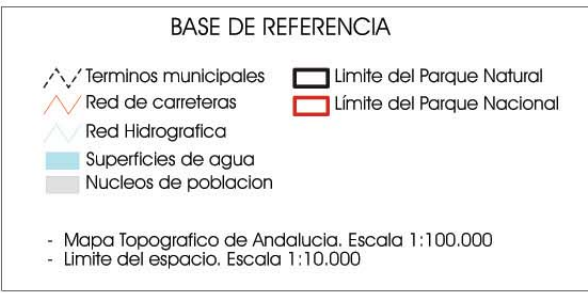 BASE DE REFERENCIA
Terminos municipales
Red de carreteras
Red Hidrografica
Superficies de agua
Nucleos de poblacion
Limite del Parque Natural
Límite del Parque Nacional
- Mapa Topografico de Andalucia. Escala 1:100.000
- Limite del espacio. Escala 1:10.000